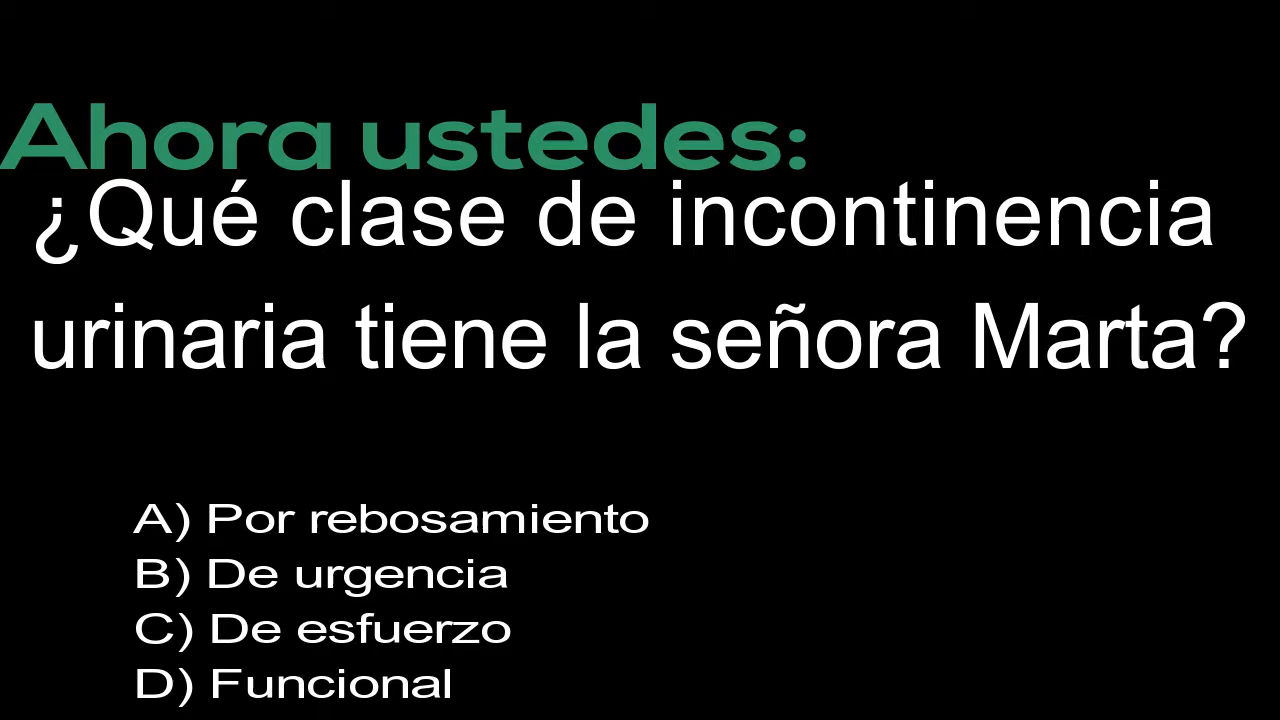 Ahora ustedes:
¿Qué clase de incontinencia
urinaria tiene la señora Marta?
A) Por rebosamiento
B) De urgencia
C) De esfuerzo
D) Funcional